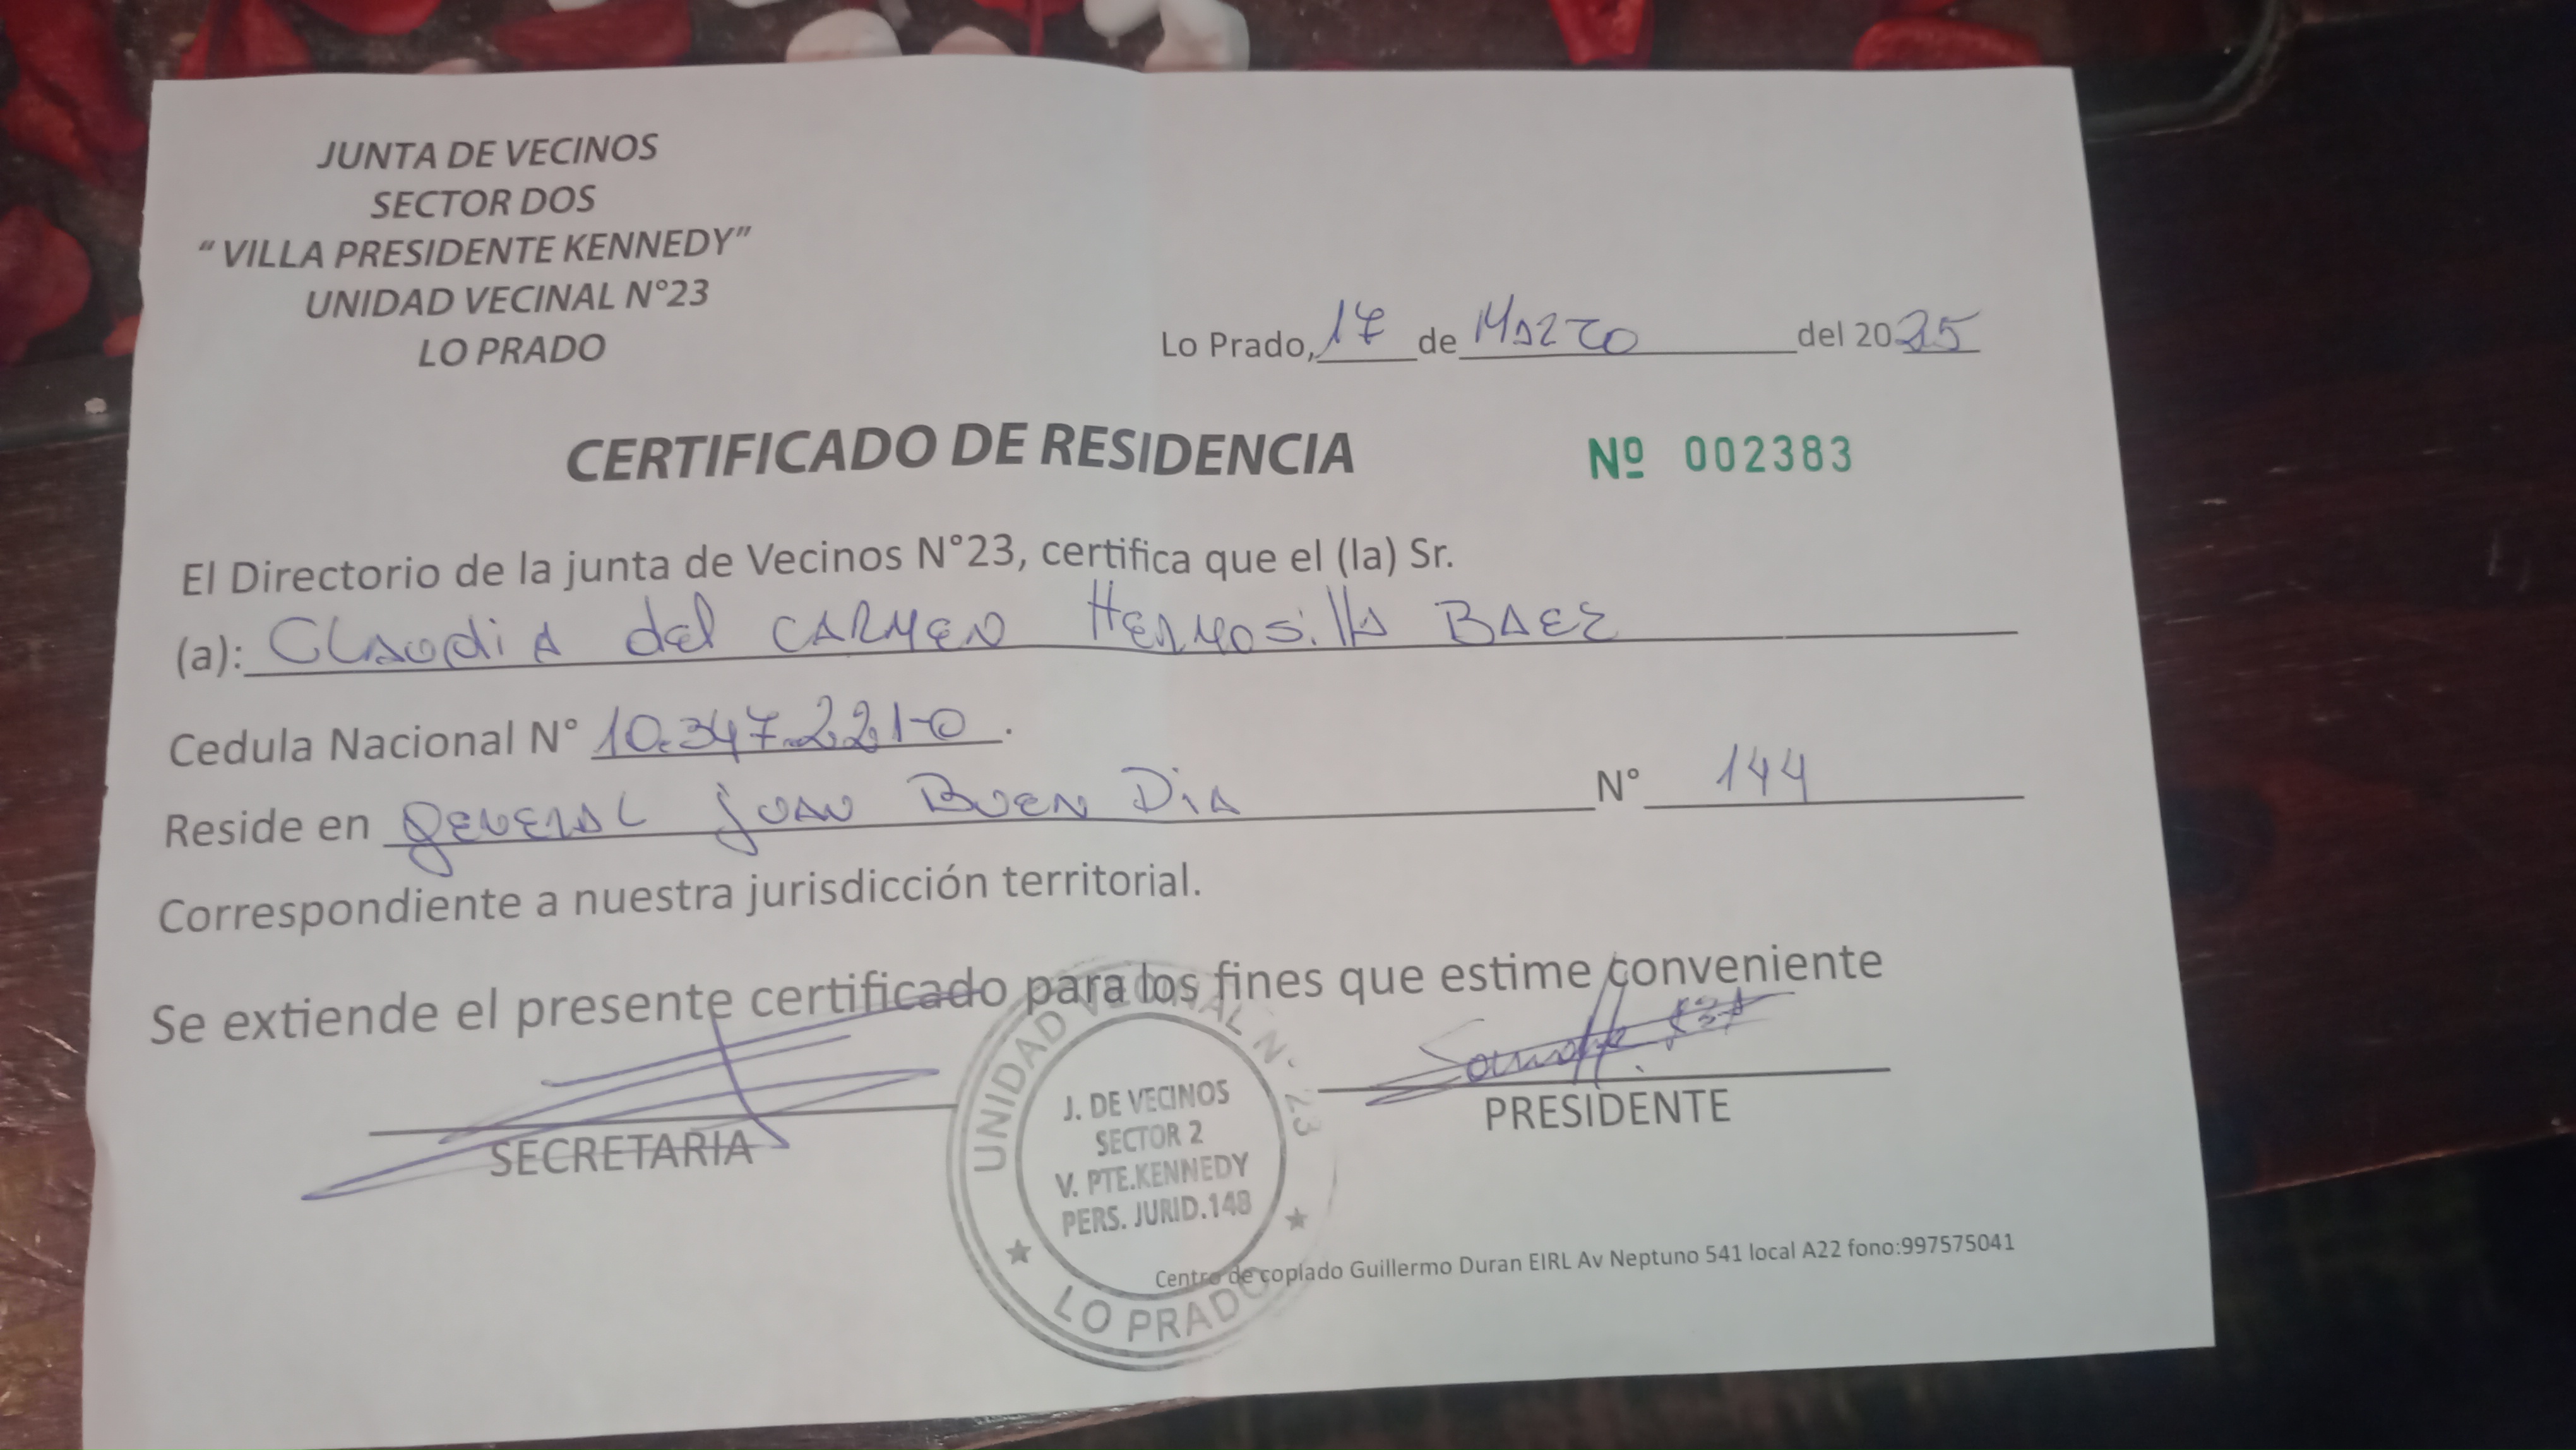 JUNTA DE VECINOS
SECTOR DOS
“ VILLA PRESIDENTE KENNEDY”
UNIDAD VECINAL N°23
LO PRADO
Lo Prado, 17 de MARZO del 2025
CERTIFICADO DE RESIDENCIA Nº 002383
El Directorio de la junta de Vecinos N°23, certifica que el (la) Sr.
(a): CLAUDIA del CARMEN HERMOSILLA BAEZ
Cedula Nacional N° 10.347.221-0.
Reside en GENERAL JUAN BUEN DIA N° 144
Correspondiente a nuestra jurisdicción territorial.
Se extiende el presente certificado para los fines que estime conveniente
SECRETARIA
PRESIDENTE
UNIDAD VECINAL N° 23
J. DE VECINOS
SECTOR 2
V. PTE.KENNEDY
PERS. JURID.148
LO PRADO
Centro de copiado Guillermo Duran EIRL Av Neptuno 541 local A22 fono:997575041